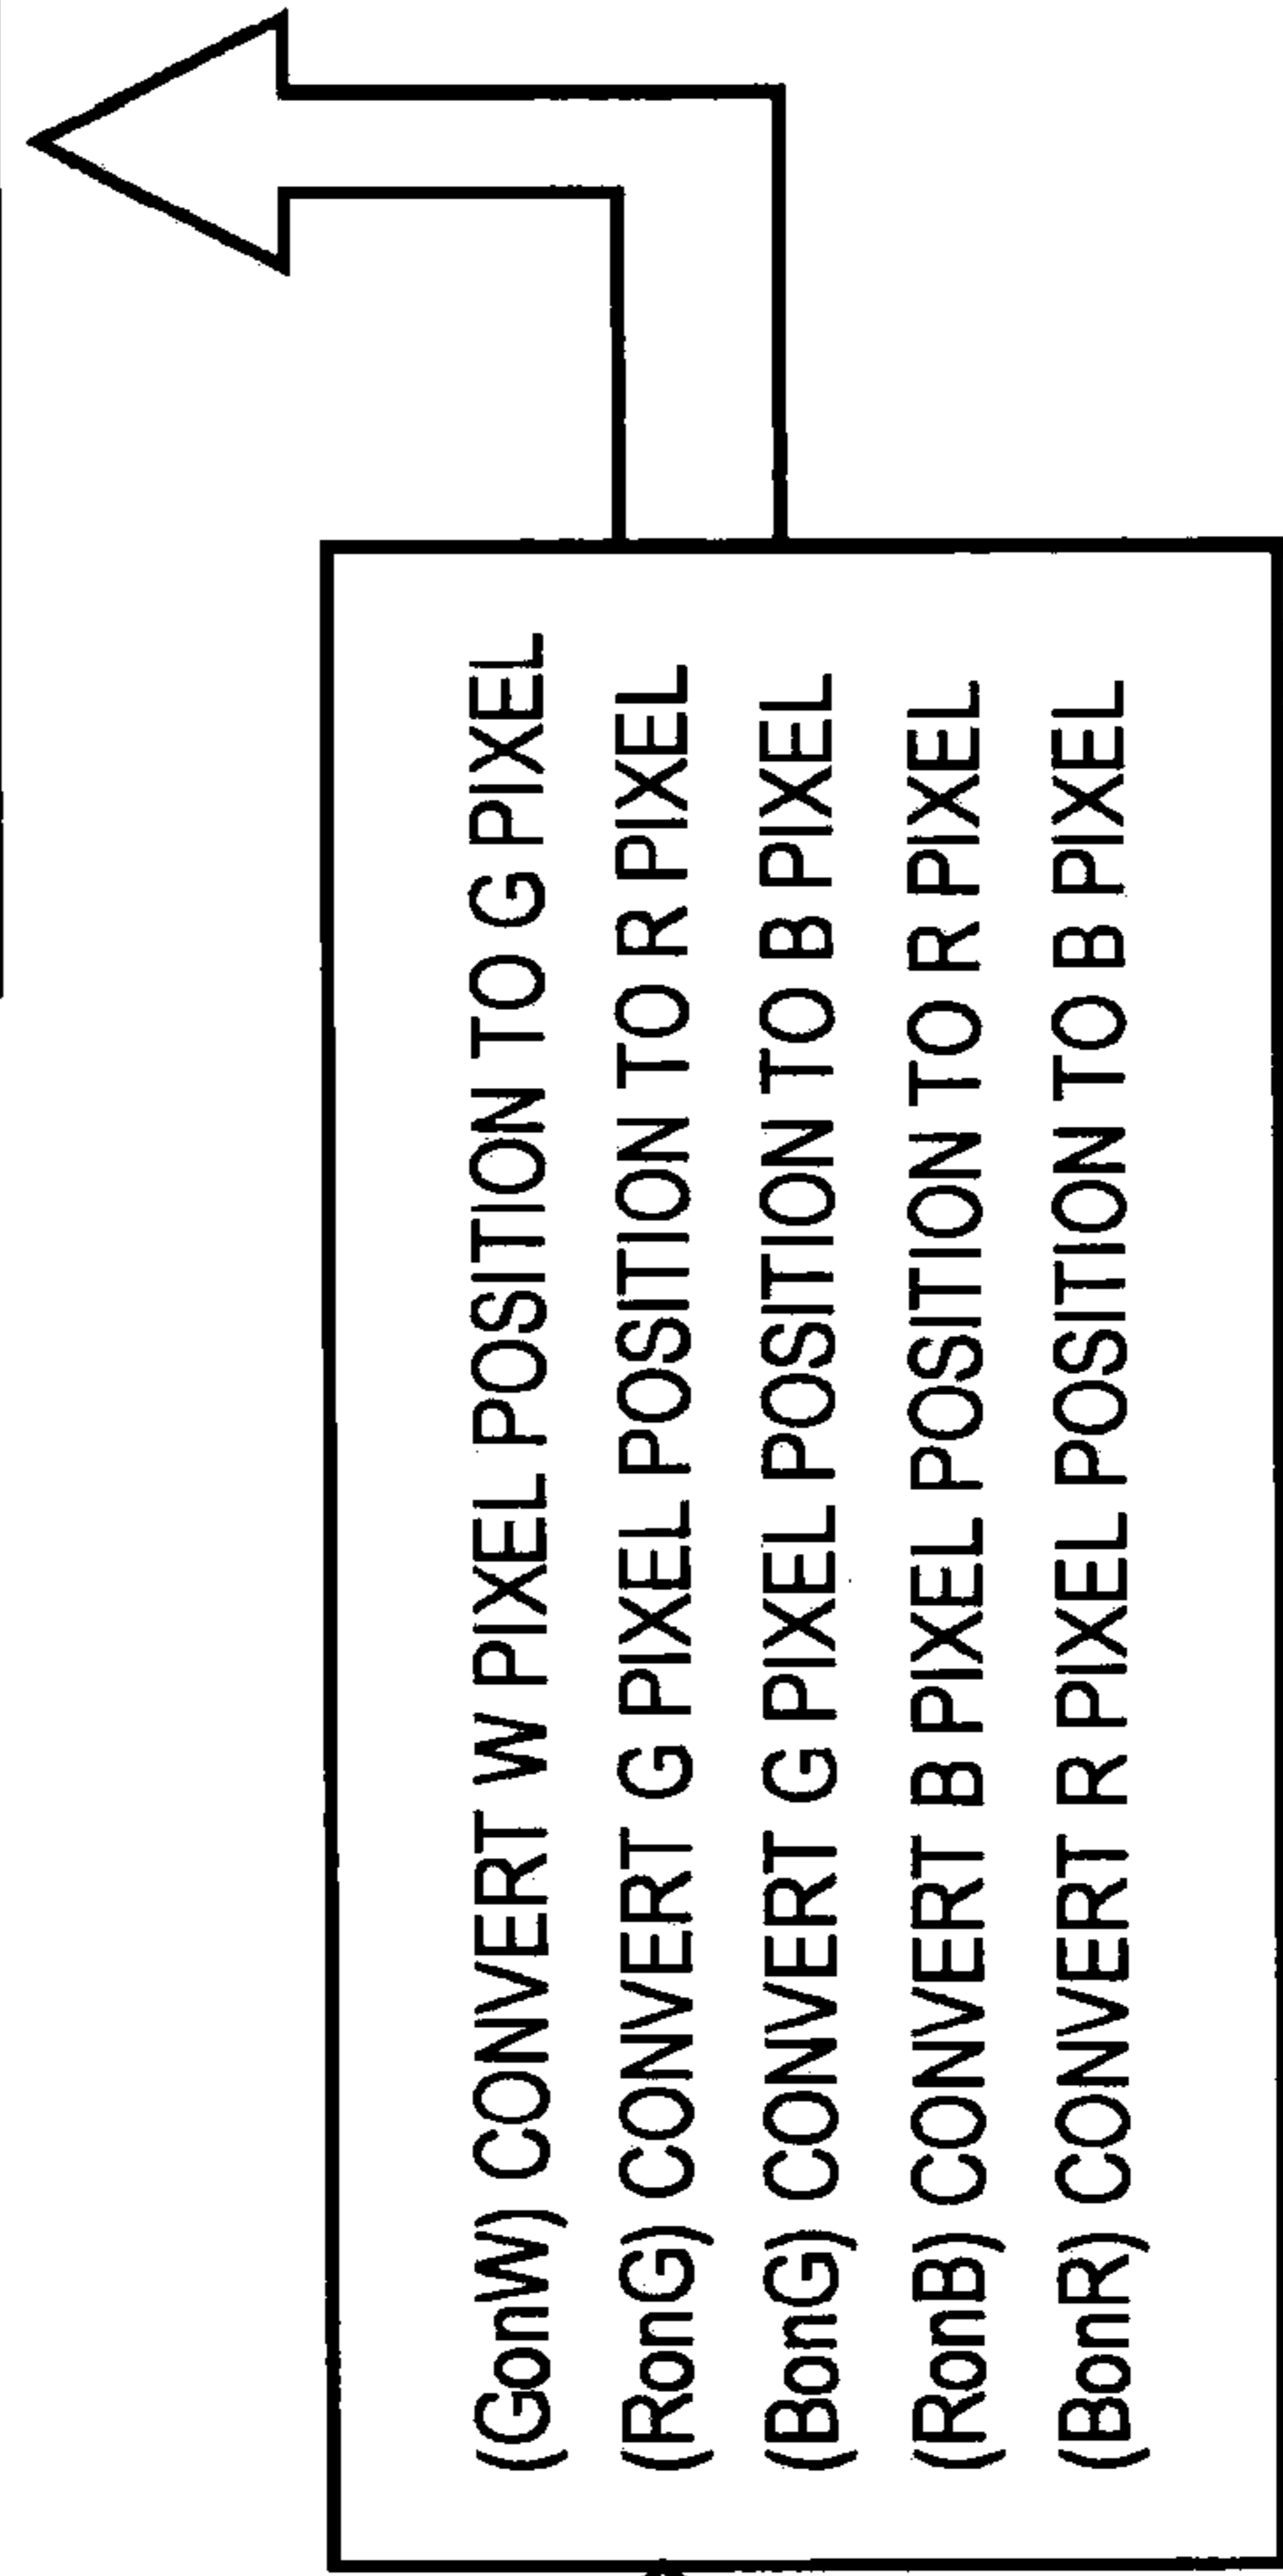 (GonW) CONVERT W PIXEL POSITION TO G PIXEL
(RonG) CONVERT G PIXEL POSITION TO R PIXEL
(BonG) CONVERT G PIXEL POSITION TO B PIXEL
(RonB) CONVERT B PIXEL POSITION TO R PIXEL
(BonR) CONVERT R PIXEL POSITION TO B PIXEL